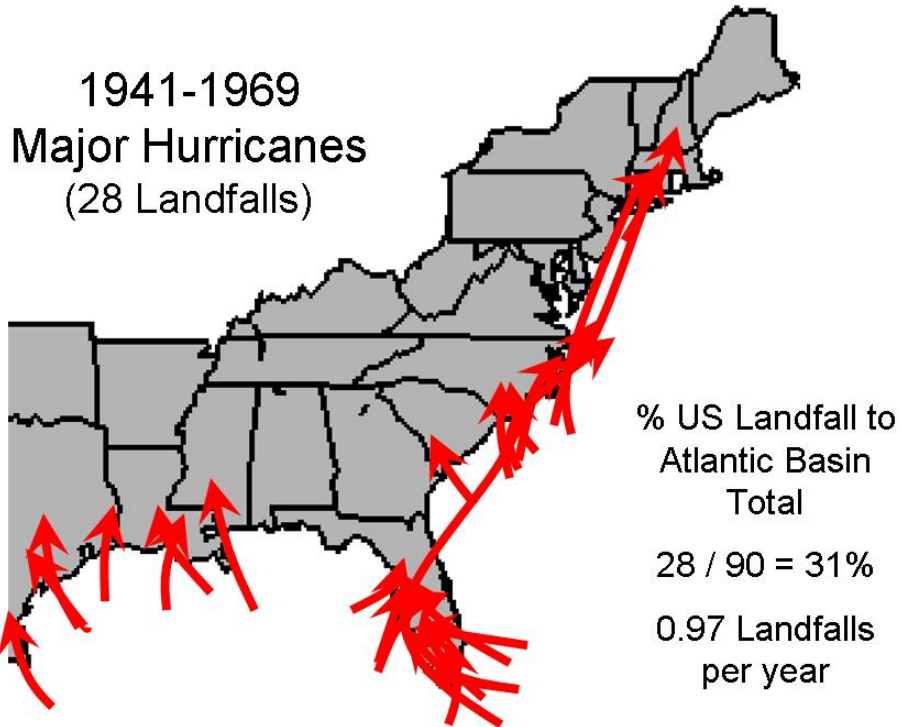 1941-1969
Major Hurricanes
(28 Landfalls)
% US Landfall to
Atlantic Basin
Total
28 / 90 = 31%
0.97 Landfalls
per year